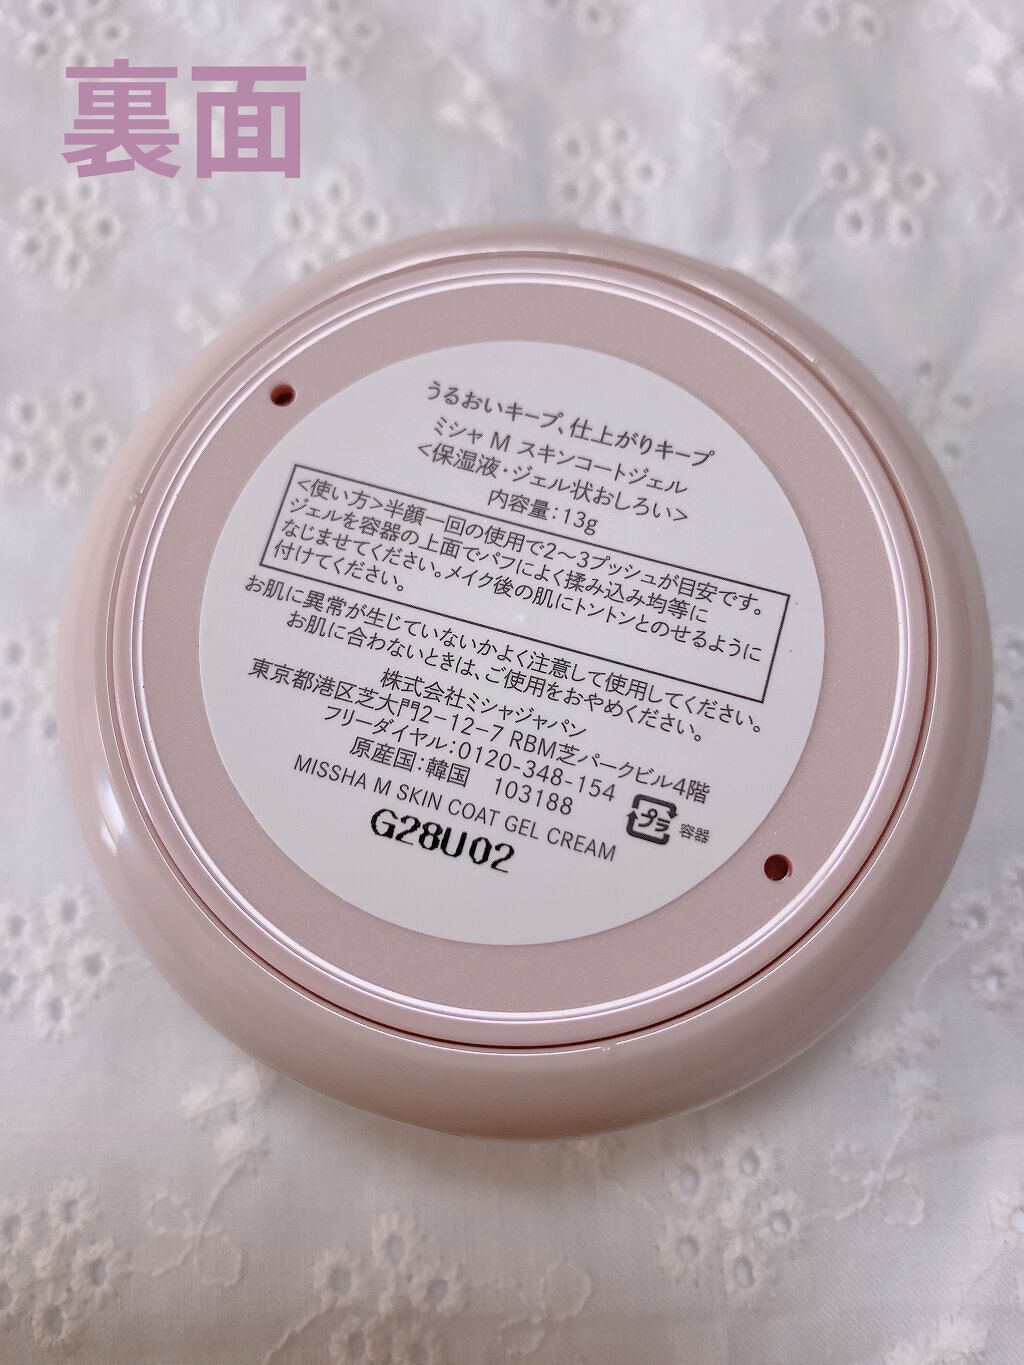 裏面
うるおいキープ、仕上がりキープ
ミシャ M スキンコートジェル
<保湿液・ジェル状おしろい>
内容量:13g
<使い方>半顔一回の使用で2〜3プッシュが目安です。
ジェルを容器の上面でパフによく揉み込み均等に
なじませてください。メイク後の肌にトントンとのせるように
付けてください。
お肌に異常が生じていないかよく注意して使用してください。
お肌に合わないときは、ご使用をおやめください。
株式会社ミシャジャパン
東京都港区芝大門2-12-7 RBM芝パークビル4階
フリーダイヤル:0120-348-154
原産国:韓国 103188
MISSHA M SKIN COAT GEL CREAM
プラ 容器
G28U02